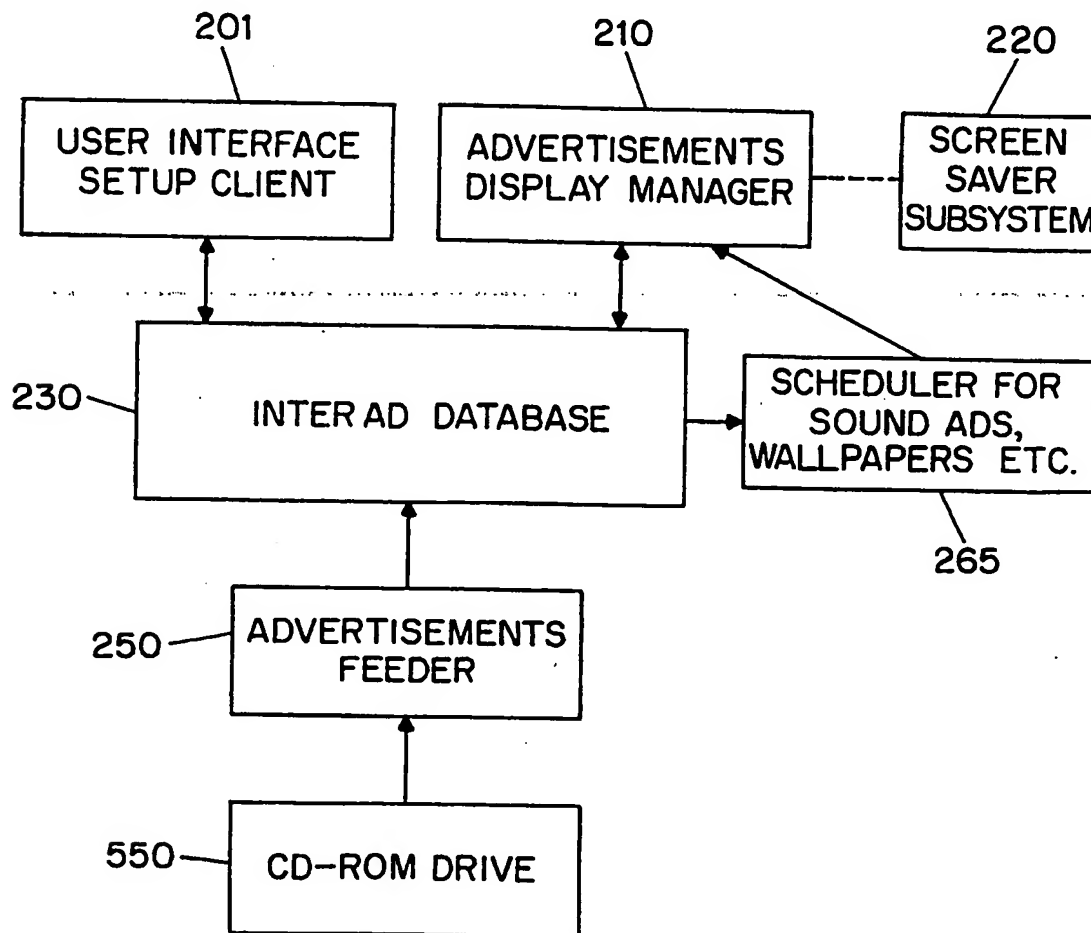 201
210
220
USER INTERFACE
SETUP CLIENT
ADVERTISEMENTS
DISPLAY MANAGER
SCREEN
SAVER
SUBSYSTEM
230
INTER AD DATABASE
SCHEDULER FOR
SOUND ADS,
WALLPAPERS ETC.
265
250
ADVERTISEMENTS
FEEDER
550
CD-ROM DRIVE